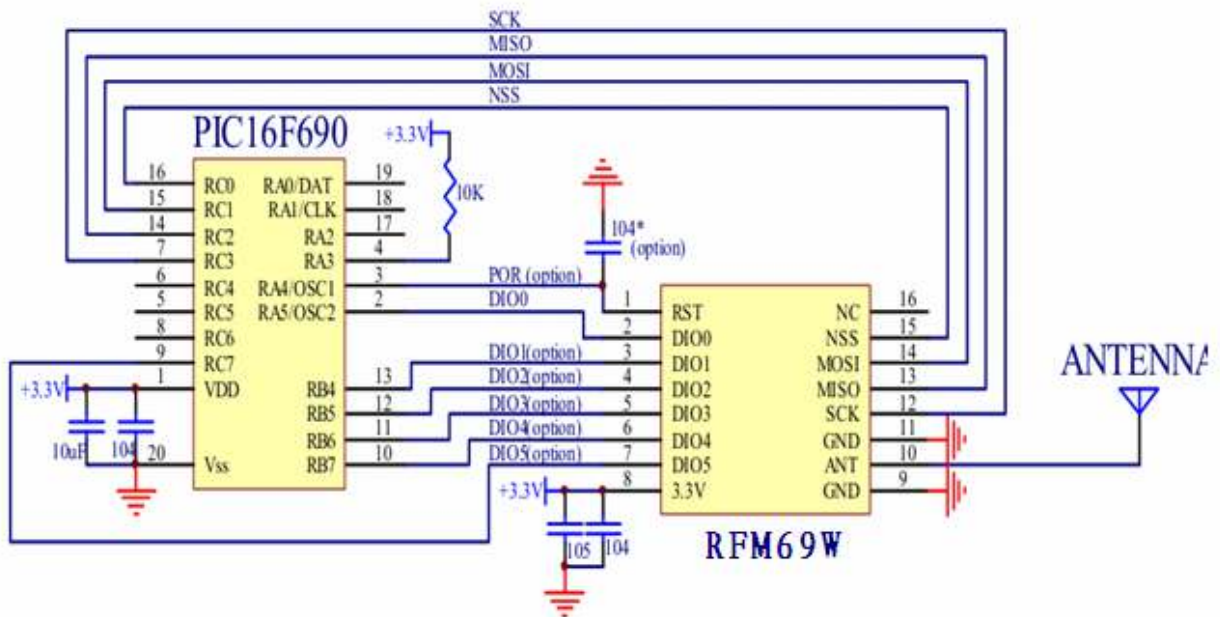 SCK
MISO
MOSI
NSS
PIC16F690
+3.3V
10K
16 RC0 RA0/DAT 19
15 RC1 RA1/CLK 18
14 RC2 RA2 17
7 RC3 RA3 4
6 RC4 RA4/OSC1 3
5 RC5 RA5/OSC2 2
8 RC6
9 RC7
1 VDD RB4 13
RB5 12
RB6 11
20 Vss RB7 10
+3.3V
10uF
104
104*
(option)
POR (option)
DIO0
DIO1(option)
DIO2(option)
DIO3(option)
DIO4(option)
DIO5(option)
1 RST NC 16
2 DIO0 NSS 15
3 DIO1 MOSI 14
4 DIO2 MISO 13
5 DIO3 SCK 12
6 DIO4 GND 11
7 DIO5 ANT 10
8 3.3V GND 9
+3.3V
105
104
RFM69W
ANTENNA